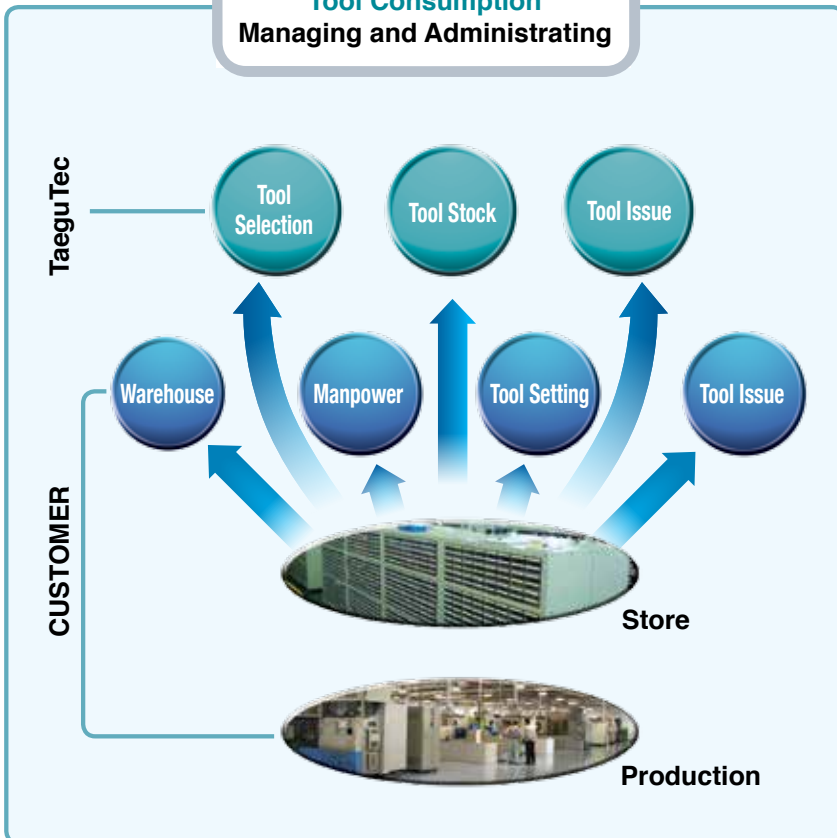 Tool Consumption
Managing and Administrating
TaeguTec
Tool
Selection
Tool Stock
Tool Issue
Warehouse
Manpower
Tool Setting
Tool Issue
CUSTOMER
Store
Production